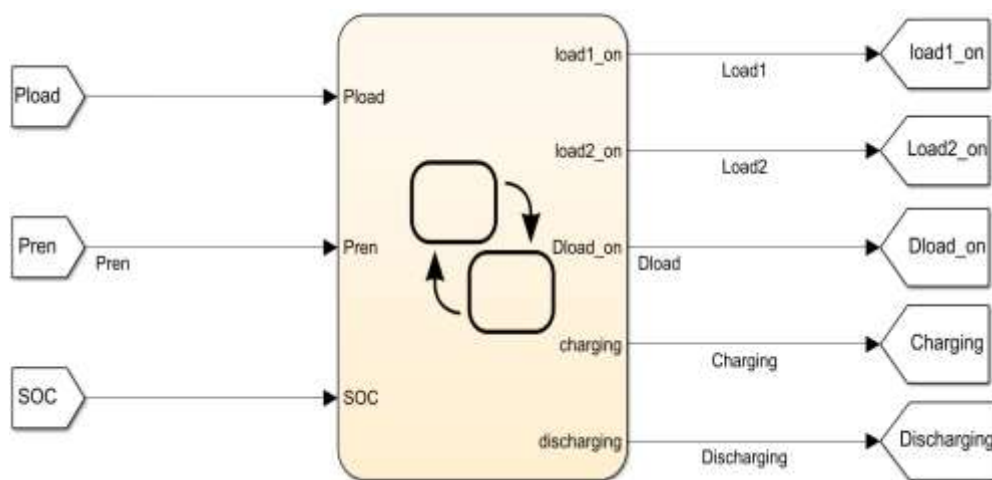 Pload
Pren
Pren
SOC
Pload
Pren
SOC
load1_on
load2_on
Dload_on
charging
discharging
Load1
Load2
Dload
Charging
Discharging
load1_on
Load2_on
Dload_on
Charging
Discharging